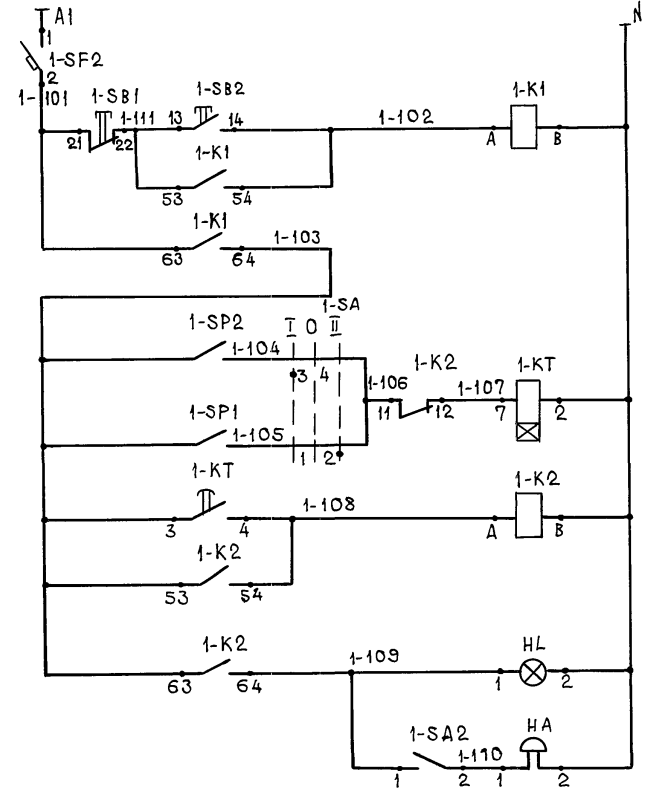 A1 N
1
1-SF2
2
1-101
1-SB1 1-SB2 1-K1
21 22 1-111 13 14 1-102 A B
1-K1
53 54
1-K1
63 64 1-103
1-SA
1-SP2 I O II
1-104
3 4
1-K2 1-KT
1-106 11 12 1-107 7 2
1-SP1
1-105
1 2
1-KT 1-K2
3 4 1-108 A B
1-K2
53 54
1-K2 HL
63 64 1-109 1 2
1-SA2 HA
1 2 1-110 1 2